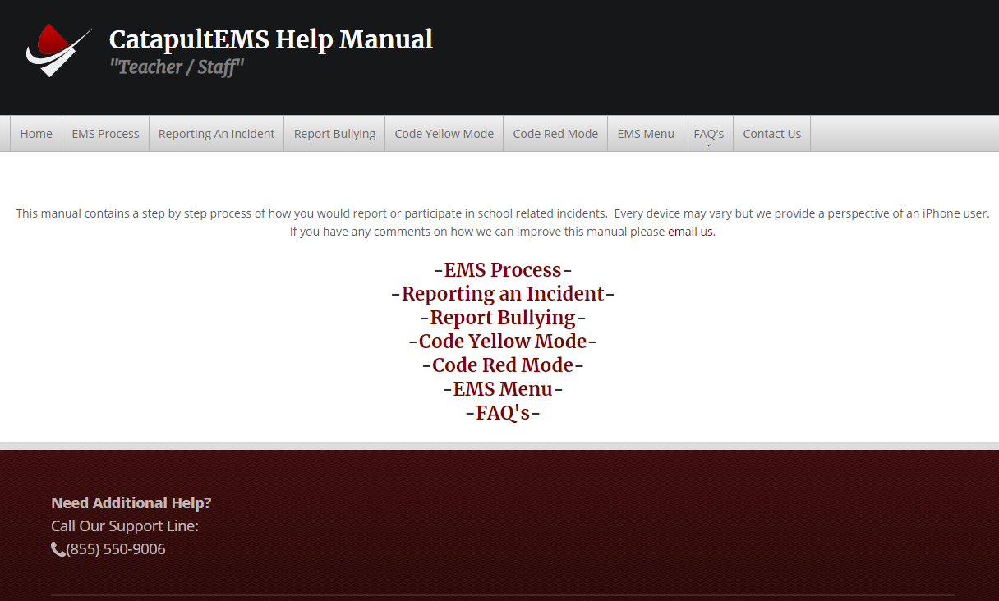 CatapultEMS Help Manual
"Teacher / Staff"
Home EMS Process Reporting An Incident Report Bullying Code Yellow Mode Code Red Mode EMS Menu FAQ's Contact Us
This manual contains a step by step process of how you would report or participate in school related incidents.  Every device may vary but we provide a perspective of an iPhone user.
If you have any comments on how we can improve this manual please email us.
-EMS Process-
-Reporting an Incident-
-Report Bullying-
-Code Yellow Mode-
-Code Red Mode-
-EMS Menu-
-FAQ's-
Need Additional Help?
Call Our Support Line:
(855) 550-9006